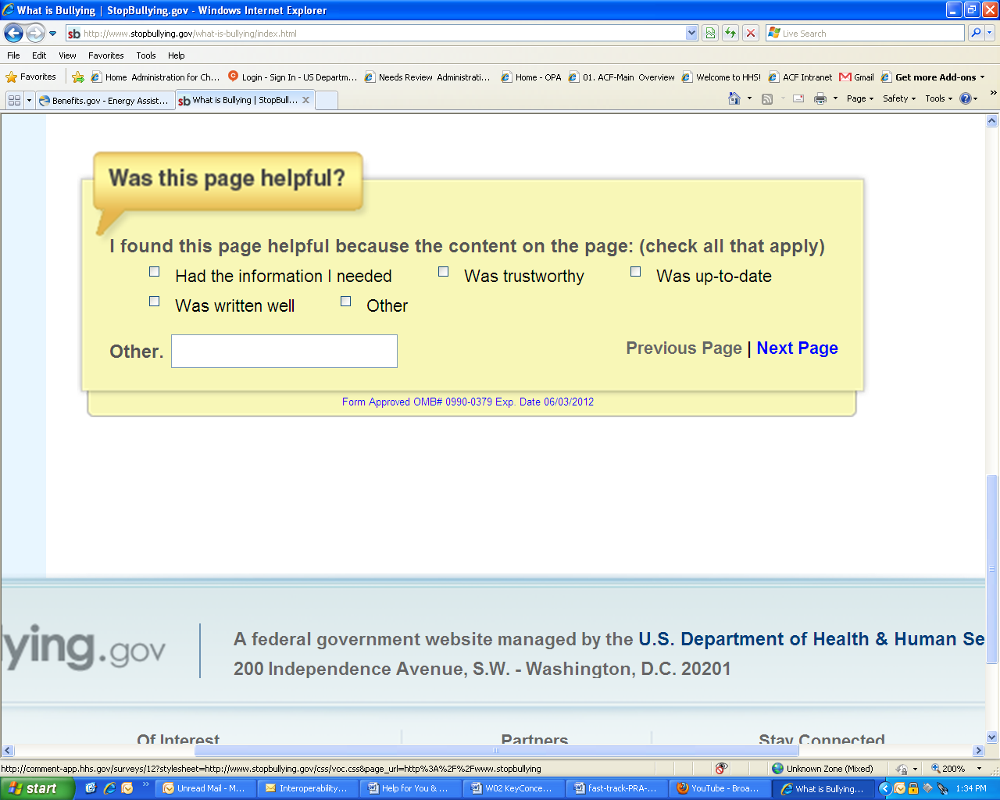 What is Bullying | StopBullying.gov - Windows Internet Explorer
http://www.stopbullying.gov/what-is-bullying/index.html
Live Search
File Edit View Favorites Tools Help
Favorites Home Administration for Ch... Login - Sign In - US Departm... Needs Review Administrati... Home - OPA 01. ACF-Main Overview Welcome to HHS! ACF Intranet Gmail Get more Add-ons
Benefits.gov - Energy Assist... What is Bullying | StopBull... Page Safety Tools
Was this page helpful?
I found this page helpful because the content on the page: (check all that apply)
Had the information I needed Was trustworthy Was up-to-date
Was written well Other
Other. Previous Page | Next Page
Form Approved OMB# 0990-0379 Exp. Date 06/03/2012
lying.gov A federal government website managed by the U.S. Department of Health & Human Se
200 Independence Avenue, S.W. - Washington, D.C. 20201
Of Interest Partners Stay Connected
http://comment-app.hhs.gov/surveys/12?stylesheet=http://www.stopbullying.gov/css/voc.css&page_url=http%3A%2F%2Fwww.stopbullying Unknown Zone (Mixed) 200%
start Unread Mail - M... Interoperability... Help for You & ... W02 KeyConce... fast-track-PRA-... YouTube - Broa... What is Bullying... 1:34 PM